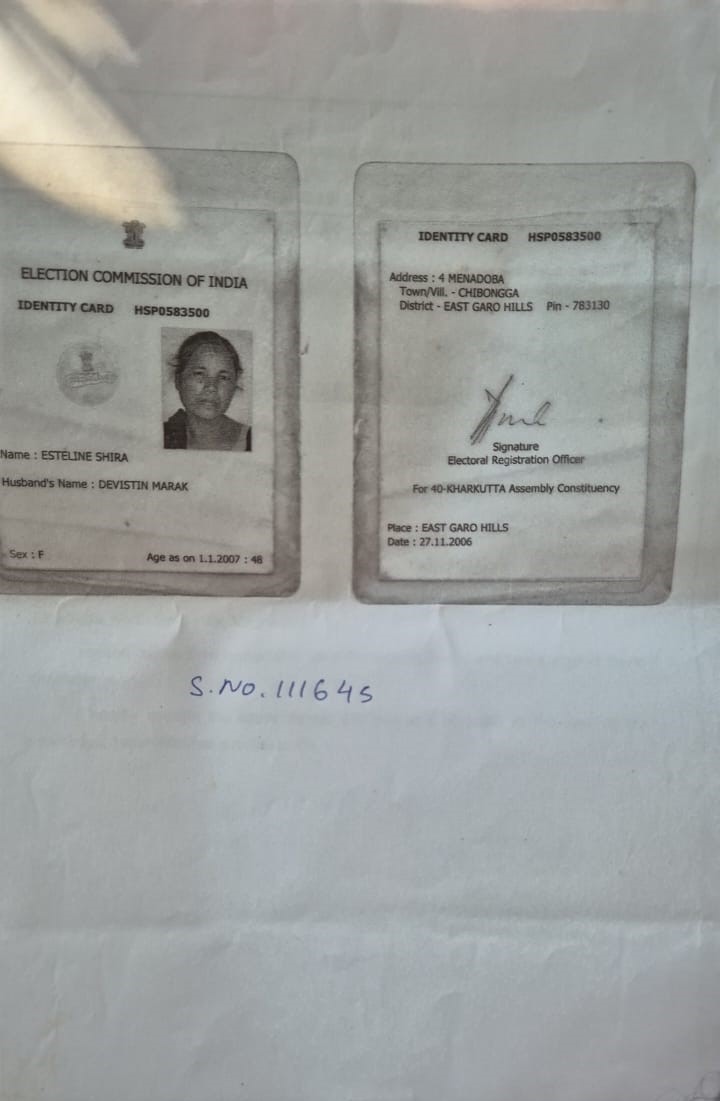 ELECTION COMMISSION OF INDIA
IDENTITY CARD HSP0583500
Name : ESTELINE SHIRA
Husband's Name : DEVISTIN MARAK
Sex : F Age as on 1.1.2007 : 48
IDENTITY CARD HSP0583500
Address : 4 MENADOBA
Town/Vill. - CHIBONGGA
District - EAST GARO HILLS Pin - 783130
Signature
Electoral Registration Officer
For 40-KHARKUTTA Assembly Constituency
Place : EAST GARO HILLS
Date : 27.11.2006
S.NO.111645